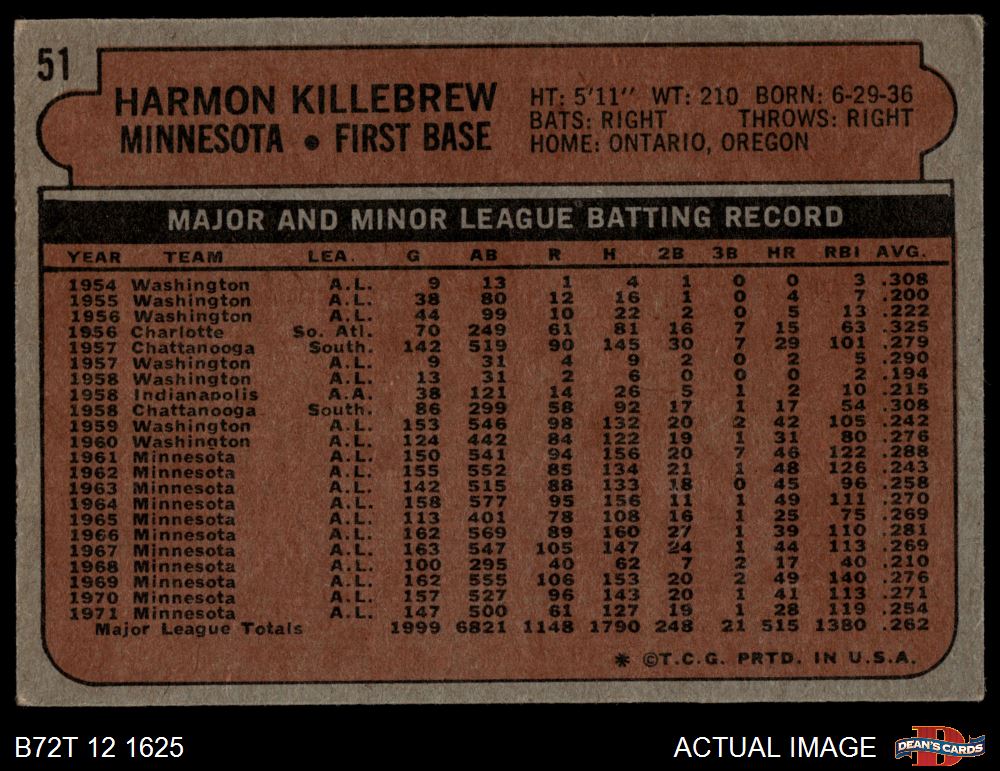 51
HARMON KILLEBREW
MINNESOTA • FIRST BASE
HT: 5'11" WT: 210 BORN: 6-29-36
BATS: RIGHT THROWS: RIGHT
HOME: ONTARIO, OREGON
MAJOR AND MINOR LEAGUE BATTING RECORD
YEAR TEAM LEA. G AB R H 2B 3B HR RBI AVG.
1954 Washington A.L. 9 13 1 4 1 0 0 3 .308
1955 Washington A.L. 38 80 12 16 1 0 4 7 .200
1956 Washington A.L. 44 99 10 22 2 0 5 13 .222
1956 Charlotte So. Atl. 70 249 61 81 16 7 15 63 .325
1957 Chattanooga South. 142 519 90 145 30 7 29 101 .279
1957 Washington A.L. 9 31 4 9 2 0 2 5 .290
1958 Washington A.L. 13 31 2 6 0 0 0 2 .194
1958 Indianapolis A.A. 38 121 14 26 5 1 2 10 .215
1958 Chattanooga South. 86 299 58 92 17 1 17 54 .308
1959 Washington A.L. 153 546 98 132 20 2 42 105 .242
1960 Washington A.L. 124 442 84 122 19 1 31 80 .276
1961 Minnesota A.L. 150 541 94 156 20 7 46 122 .288
1962 Minnesota A.L. 155 552 85 134 21 1 48 126 .243
1963 Minnesota A.L. 142 515 88 133 18 0 45 96 .258
1964 Minnesota A.L. 158 577 95 156 11 1 49 111 .270
1965 Minnesota A.L. 113 401 78 108 16 1 25 75 .269
1966 Minnesota A.L. 162 569 89 160 27 1 39 110 .281
1967 Minnesota A.L. 163 547 105 147 24 1 44 113 .269
1968 Minnesota A.L. 100 295 40 62 7 2 17 40 .210
1969 Minnesota A.L. 162 555 106 153 20 2 49 140 .276
1970 Minnesota A.L. 157 527 96 143 20 1 41 113 .271
1971 Minnesota A.L. 147 500 61 127 19 1 28 119 .254
Major League Totals 1999 6821 1148 1790 248 21 515 1380 .262
* ©T.C.G. PRTD. IN U.S.A.
B72T 12 1625
ACTUAL IMAGE
DEAN'S CARDS